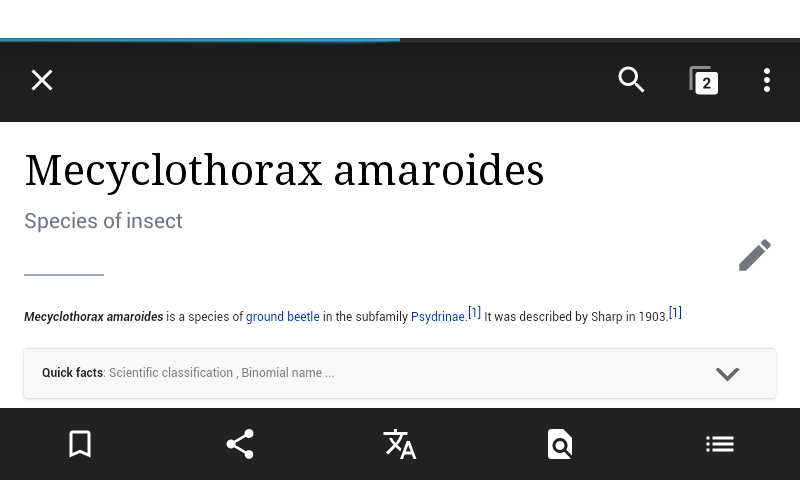 2
Mecyclothorax amaroides
Species of insect
Mecyclothorax amaroides is a species of ground beetle in the subfamily Psydrinae.[1] It was described by Sharp in 1903.[1]
Quick facts: Scientific classification , Binomial name ...